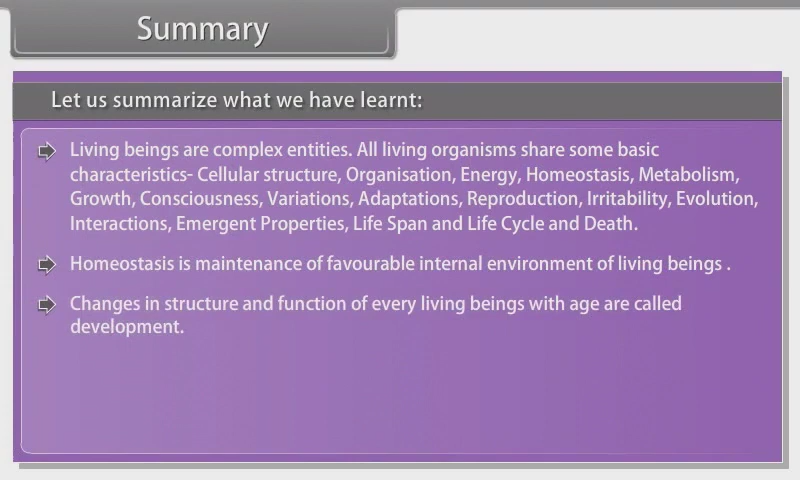 Summary
Let us summarize what we have learnt:
Living beings are complex entities. All living organisms share some basic
characteristics- Cellular structure, Organisation, Energy, Homeostasis, Metabolism,
Growth, Consciousness, Variations, Adaptations, Reproduction, Irritability, Evolution,
Interactions, Emergent Properties, Life Span and Life Cycle and Death.
Homeostasis is maintenance of favourable internal environment of living beings .
Changes in structure and function of every living beings with age are called
development.